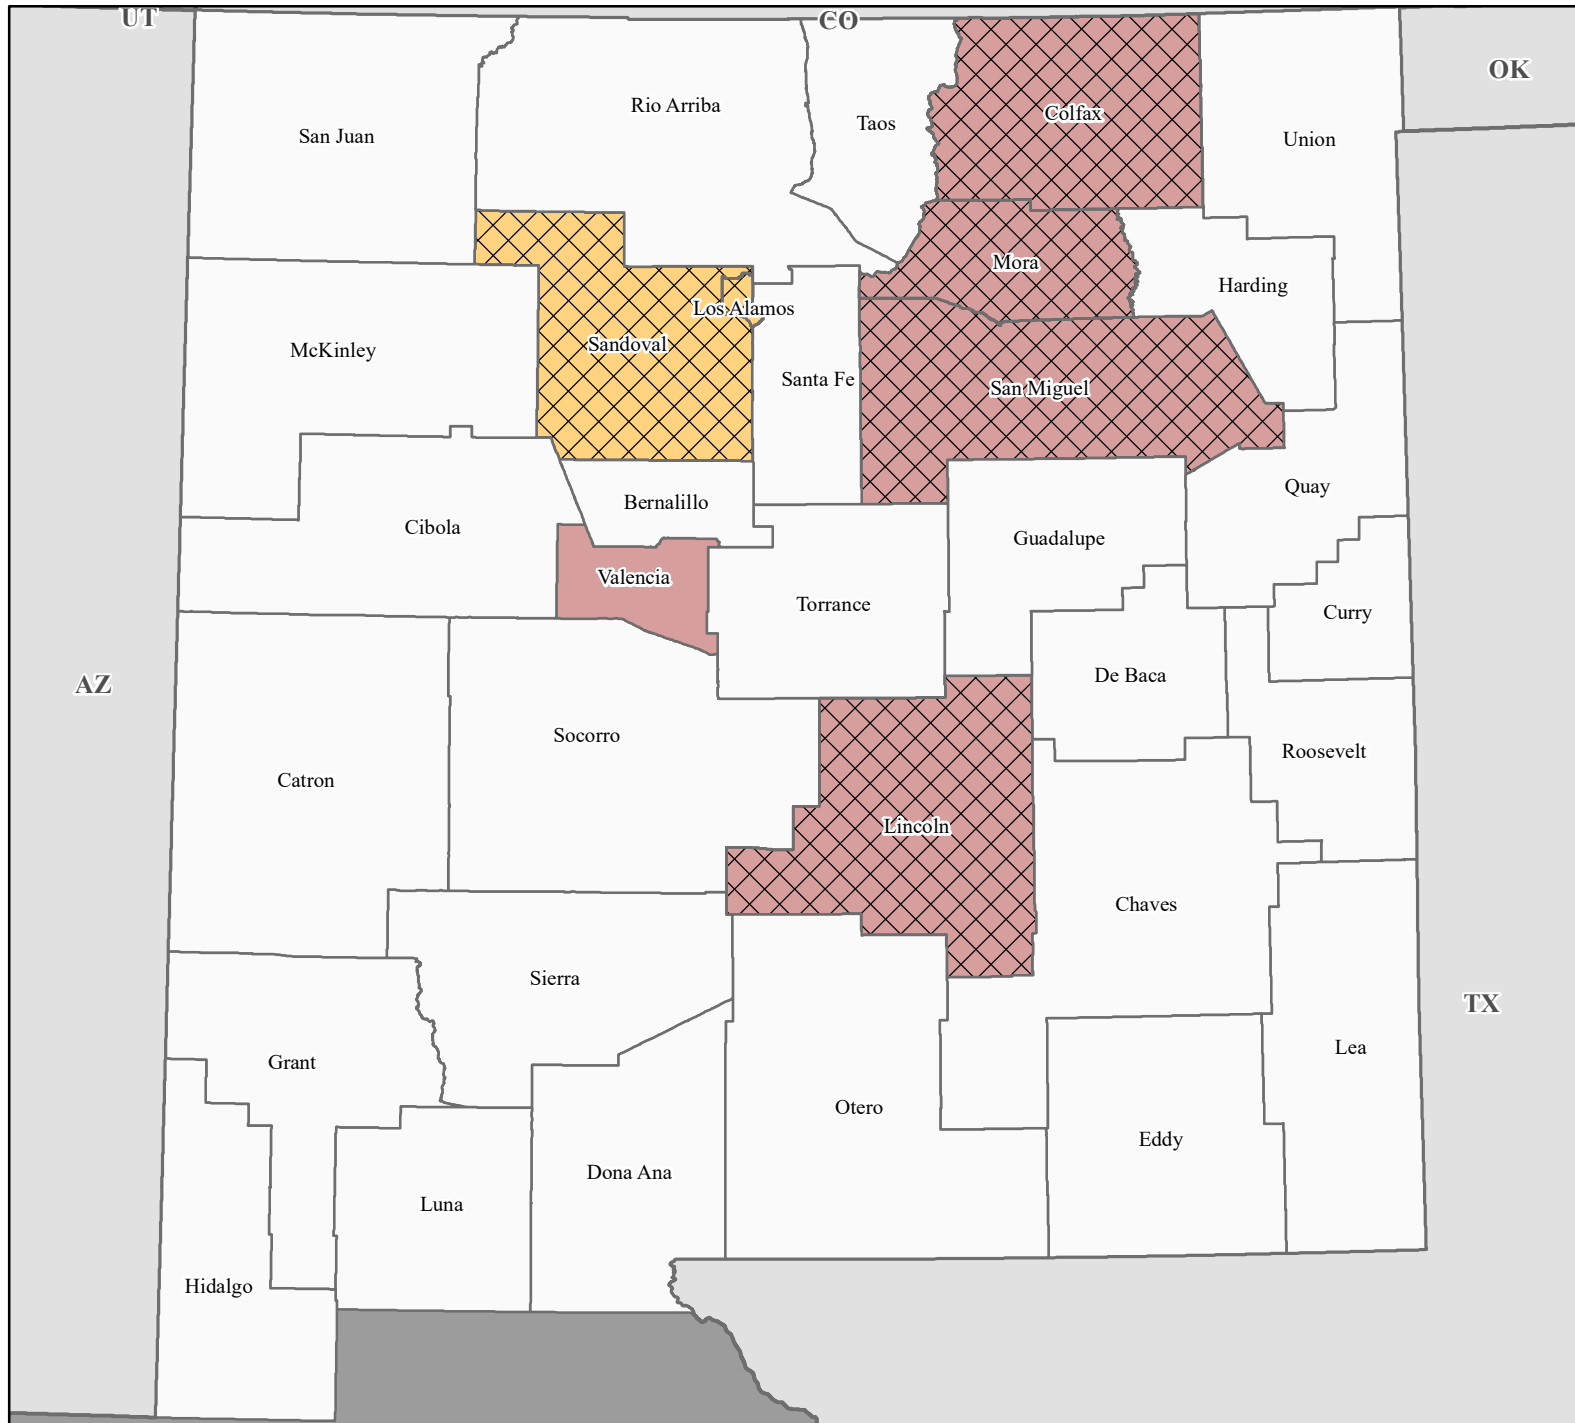 UT
CO
OK
Rio Arriba
Colfax
Taos
San Juan
Union
Mora
Harding
Los Alamos
Sandoval
McKinley
Santa Fe
San Miguel
Quay
Bernalillo
Cibola
Guadalupe
Valencia
Torrance
Curry
De Baca
AZ
Socorro
Roosevelt
Catron
Lincoln
Chaves
Sierra
TX
Lea
Grant
Otero
Eddy
Dona Ana
Luna
Hidalgo